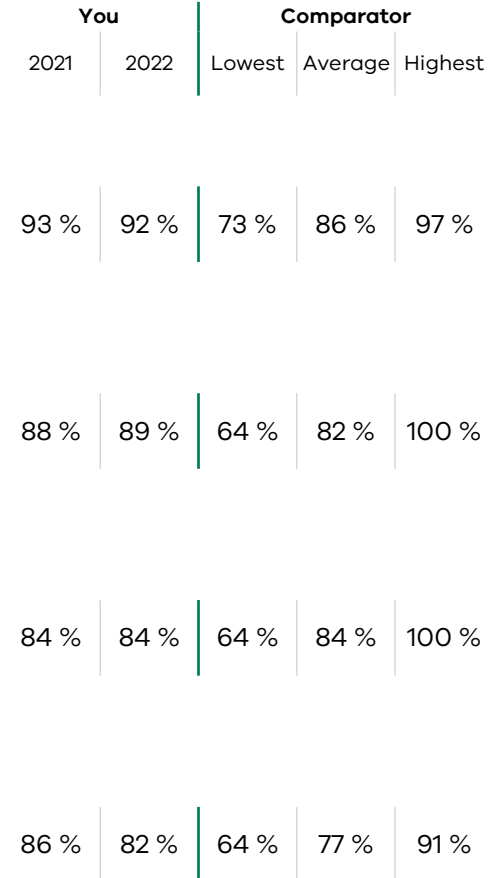 You Comparator
2021 2022 Lowest Average Highest
93 % 92 % 73 % 86 % 97 %
88 % 89 % 64 % 82 % 100 %
84 % 84 % 64 % 84 % 100 %
86 % 82 % 64 % 77 % 91 %